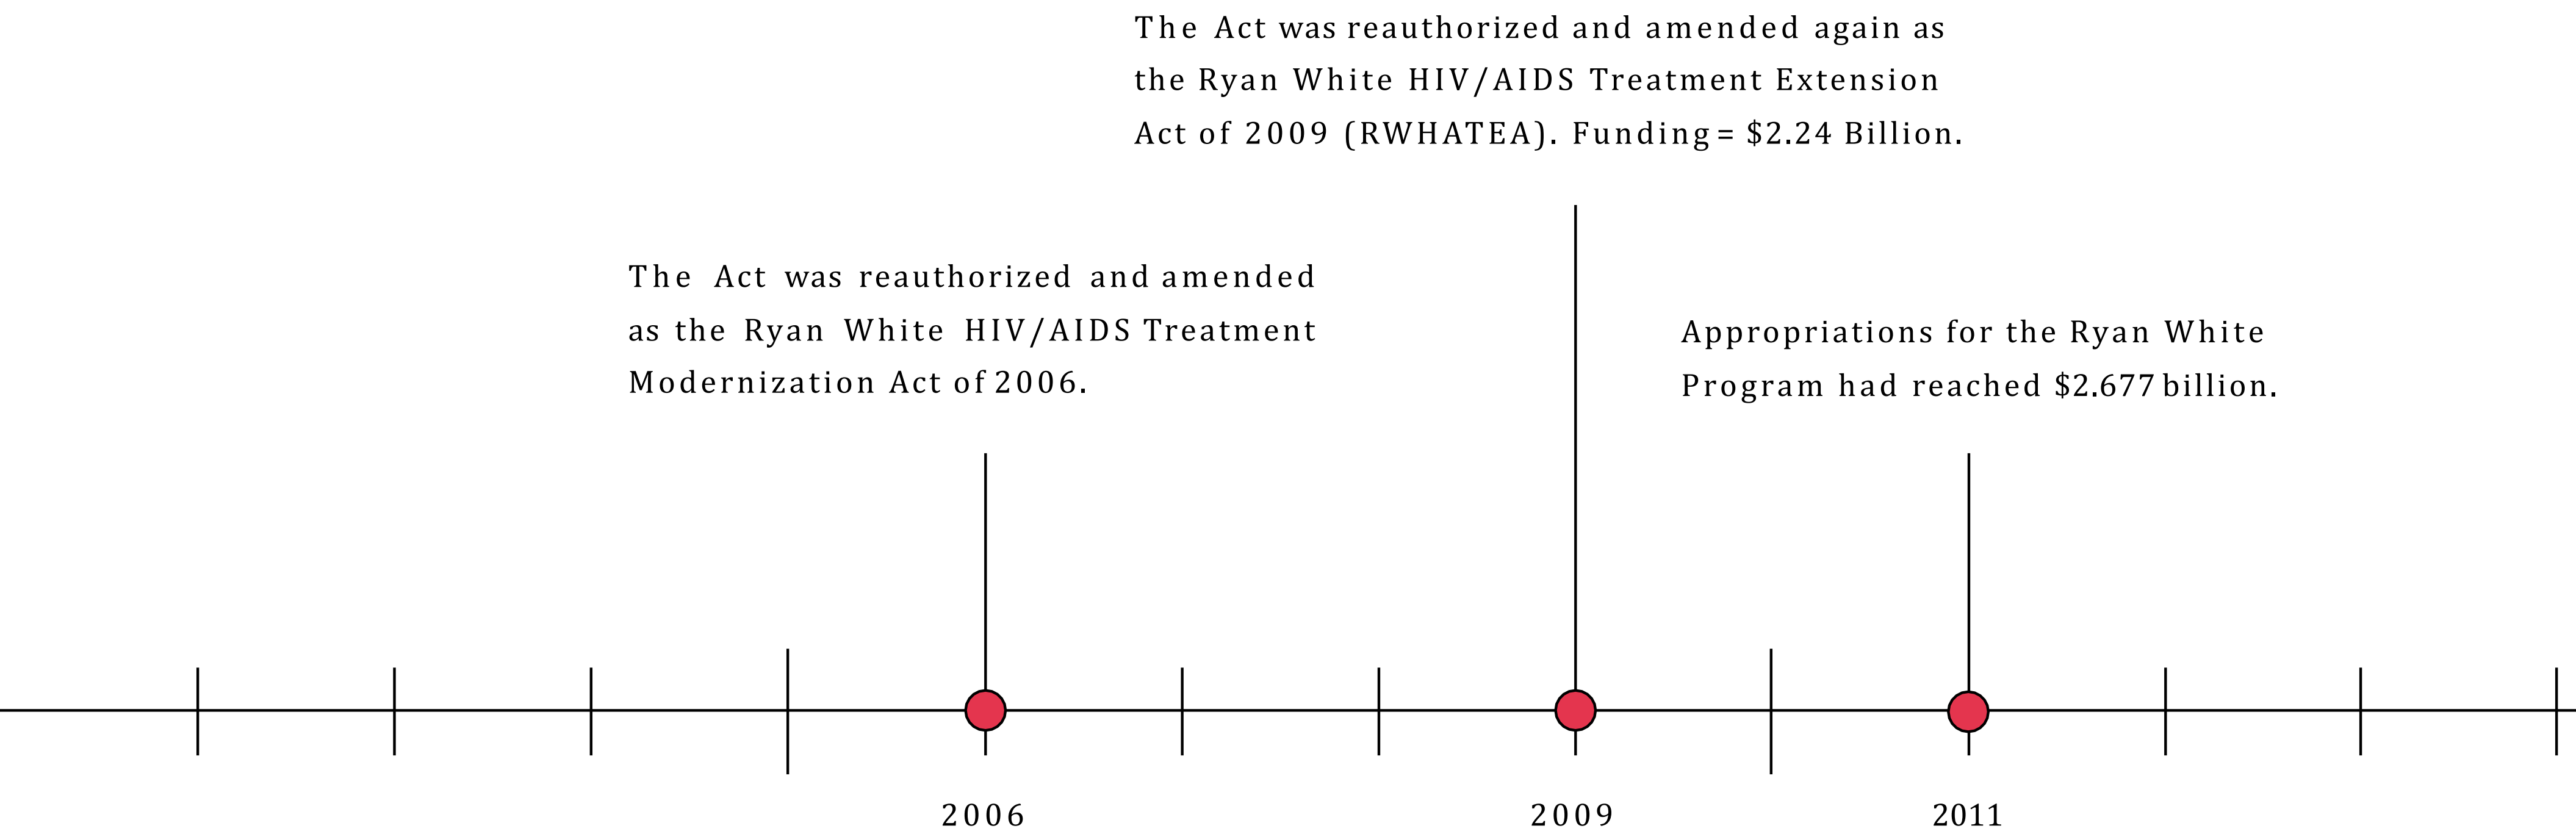 The Act was reauthorized and amended again as
the Ryan White HIV/AIDS Treatment Extension
Act of 2009 (RWHATEA). Funding= $2.24 Billion.
The Act was reauthorized and amended
as the Ryan White HIV/AIDS Treatment
Modernization Act of 2006.
Appropriations for the Ryan White
Program had reached $2.677 billion.
2006
2009
2011